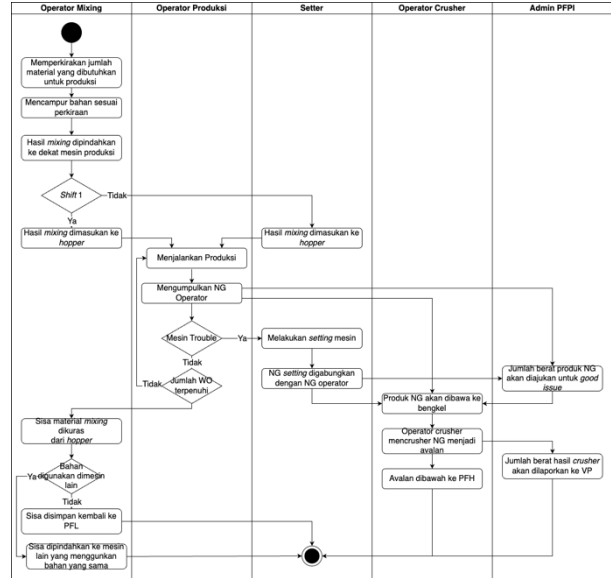 Operator Mixing
Operator Produksi
Setter
Operator Crusher
Admin PFPI
Memperkirakan jumlah
material yang dibutuhkan
untuk produksi
Mencampur bahan sesuai
perkiraan
Hasil mixing dipindahkan
ke dekat mesin produksi
Shift 1
Tidak
Ya
Hasil mixing dimasukan ke
hopper
Hasil mixing dimasukan ke
hopper
Menjalankan Produksi
Mengumpulkan NG
Operator
Mesin Trouble
Ya
Melakukan setting mesin
Tidak
NG setting digabungkan
dengan NG operator
Jumlah berat produk NG
akan diajukan untuk good
issue
Jumlah WO
terpenuhi
Tidak
Produk NG akan dibawa ke
bengkel
Sisa material mixing
dikuras
dari hopper
Operator crusher
mencrusher NG menjadi
avalan
Jumlah berat hasil crusher
akan dilaporkan ke VP
Bahan
digunakan dimesin
lain
Ya
Avalan dibawah ke PFH
Tidak
Sisa disimpan kembali ke
PFL
Sisa dipindahkan ke mesin
lain yang menggunkan
bahan yang sama